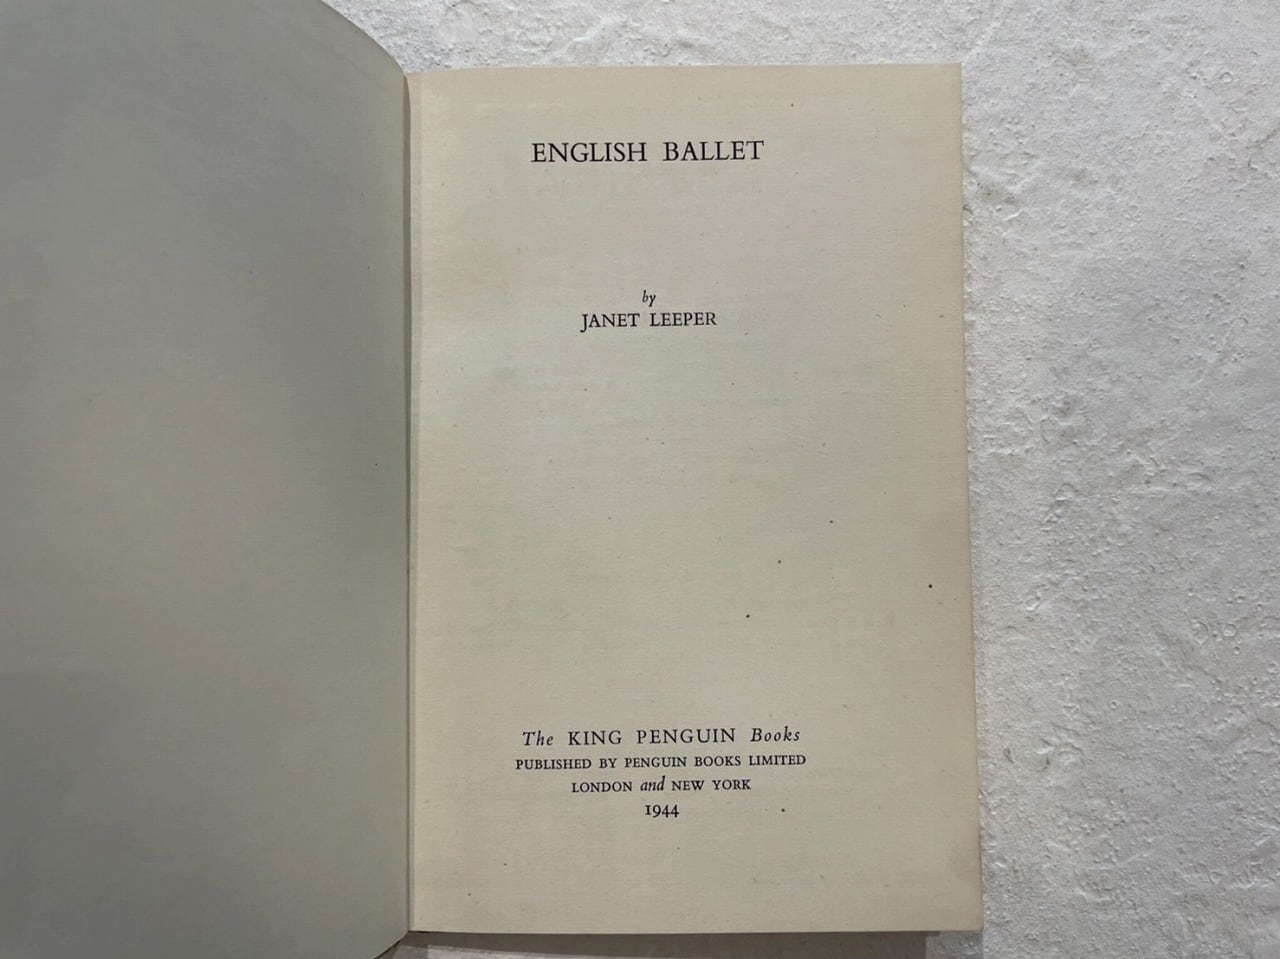 ENGLISH BALLET
by
JANET LEEPER
The KING PENGUIN Books
PUBLISHED BY PENGUIN BOOKS LIMITED
LONDON and NEW YORK
1944